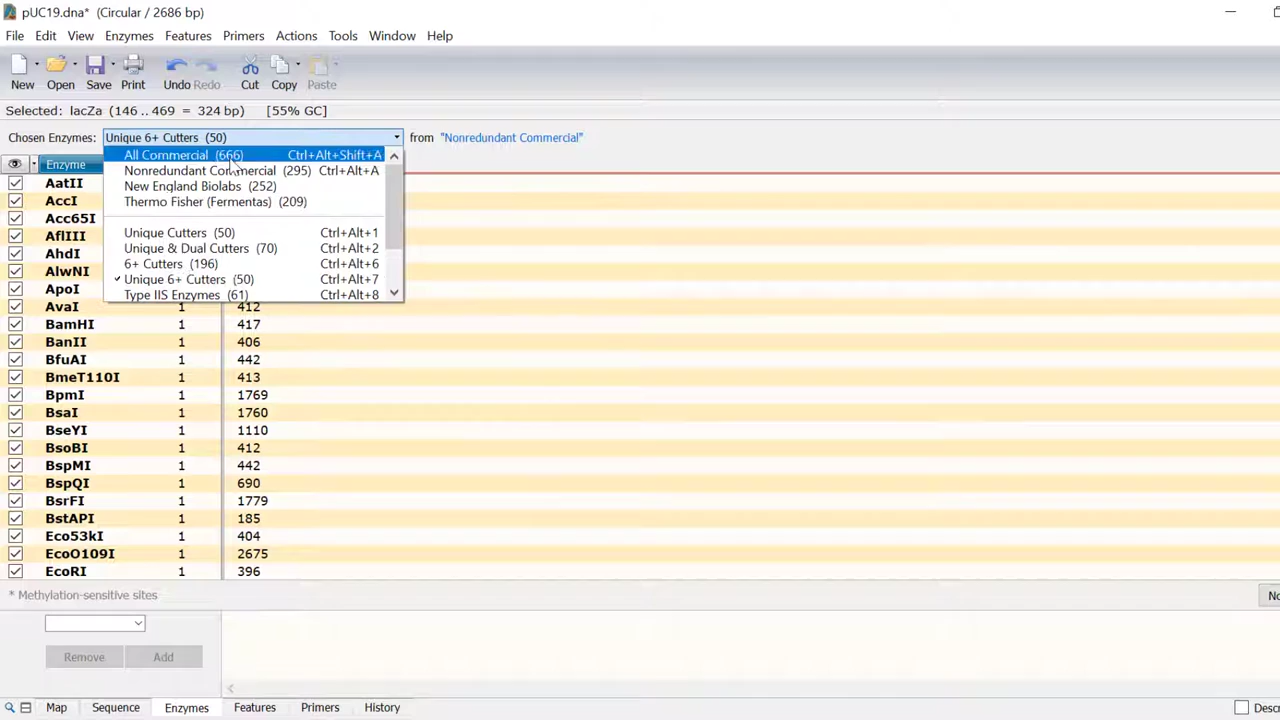 pUC19.dna* (Circular / 2686 bp)
File Edit View Enzymes Features Primers Actions Tools Window Help
New Open Save Print Undo Redo Cut Copy Paste
Selected: lacZa (146 .. 469 = 324 bp) [55% GC]
Chosen Enzymes: Unique 6+ Cutters (50) from "Nonredundant Commercial"
Enzyme
All Commercial (666) Ctrl+Alt+Shift+A
Nonredundant Commercial (295) Ctrl+Alt+A
New England Biolabs (252)
Thermo Fisher (Fermentas) (209)
Unique Cutters (50) Ctrl+Alt+1
Unique & Dual Cutters (70) Ctrl+Alt+2
6+ Cutters (196) Ctrl+Alt+6
Unique 6+ Cutters (50) Ctrl+Alt+7
Type IIS Enzymes (61) Ctrl+Alt+8
AatII
AccI
Acc65I
AflIII
AhdI
AlwNI
ApoI
AvaI 1 412
BamHI 1 417
BanII 1 406
BfuAI 1 442
BmeT110I 1 413
BpmI 1 1769
BsaI 1 1760
BseYI 1 1110
BsoBI 1 412
BspMI 1 442
BspQI 1 690
BsrFI 1 1779
BstAPI 1 185
Eco53kI 1 404
EcoO109I 1 2675
EcoRI 1 396
* Methylation-sensitive sites
Remove Add
Map Sequence Enzymes Features Primers History